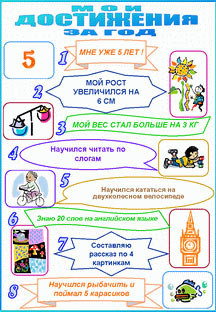 МОИ
ДОСТИЖЕНИЯ
ЗА ГОД
5
1 МНЕ УЖЕ 5 ЛЕТ !
2 МОЙ РОСТ
УВЕЛИЧИЛСЯ НА
6 СМ
3 МОЙ ВЕС СТАЛ БОЛЬШЕ НА 3 КГ
4 Научился читать по
слогам
5 Научился кататься на
двухколесном велосипеде
6 Знаю 20 слов на английском языке
7 Составляю
рассказ по 4
картинкам
8 Научился рыбачить и
поймал 5 карасиков